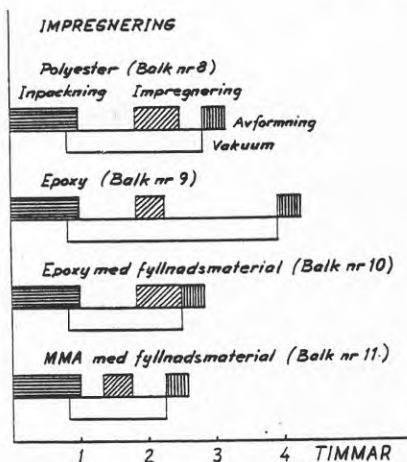 IMPREGNERING
Polyester (Balk nr 8)
Inpackning Impregnering
Avformning
Vakuum
Epoxy (Balk nr 9)
Epoxy med fyllnadsmaterial (Balk nr 10)
MMA med fyllnadsmaterial (Balk nr 11.)
1 2 3 4 TIMMAR